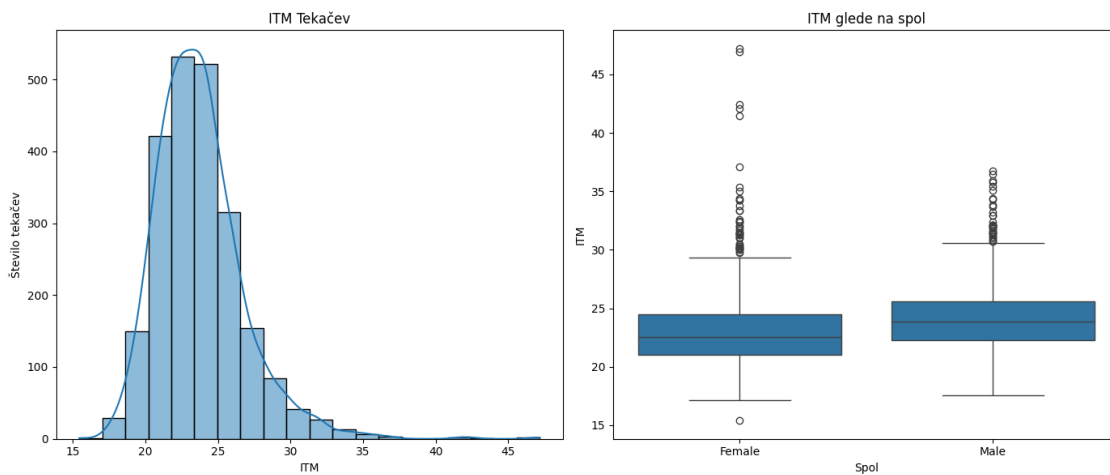 ITM Tekačev
500
400
300
200
100
0
15 20 25 30 35 40 45
ITM
Število tekačev
ITM glede na spol
45
40
35
30
25
20
15
Female Male
Spol
ITM